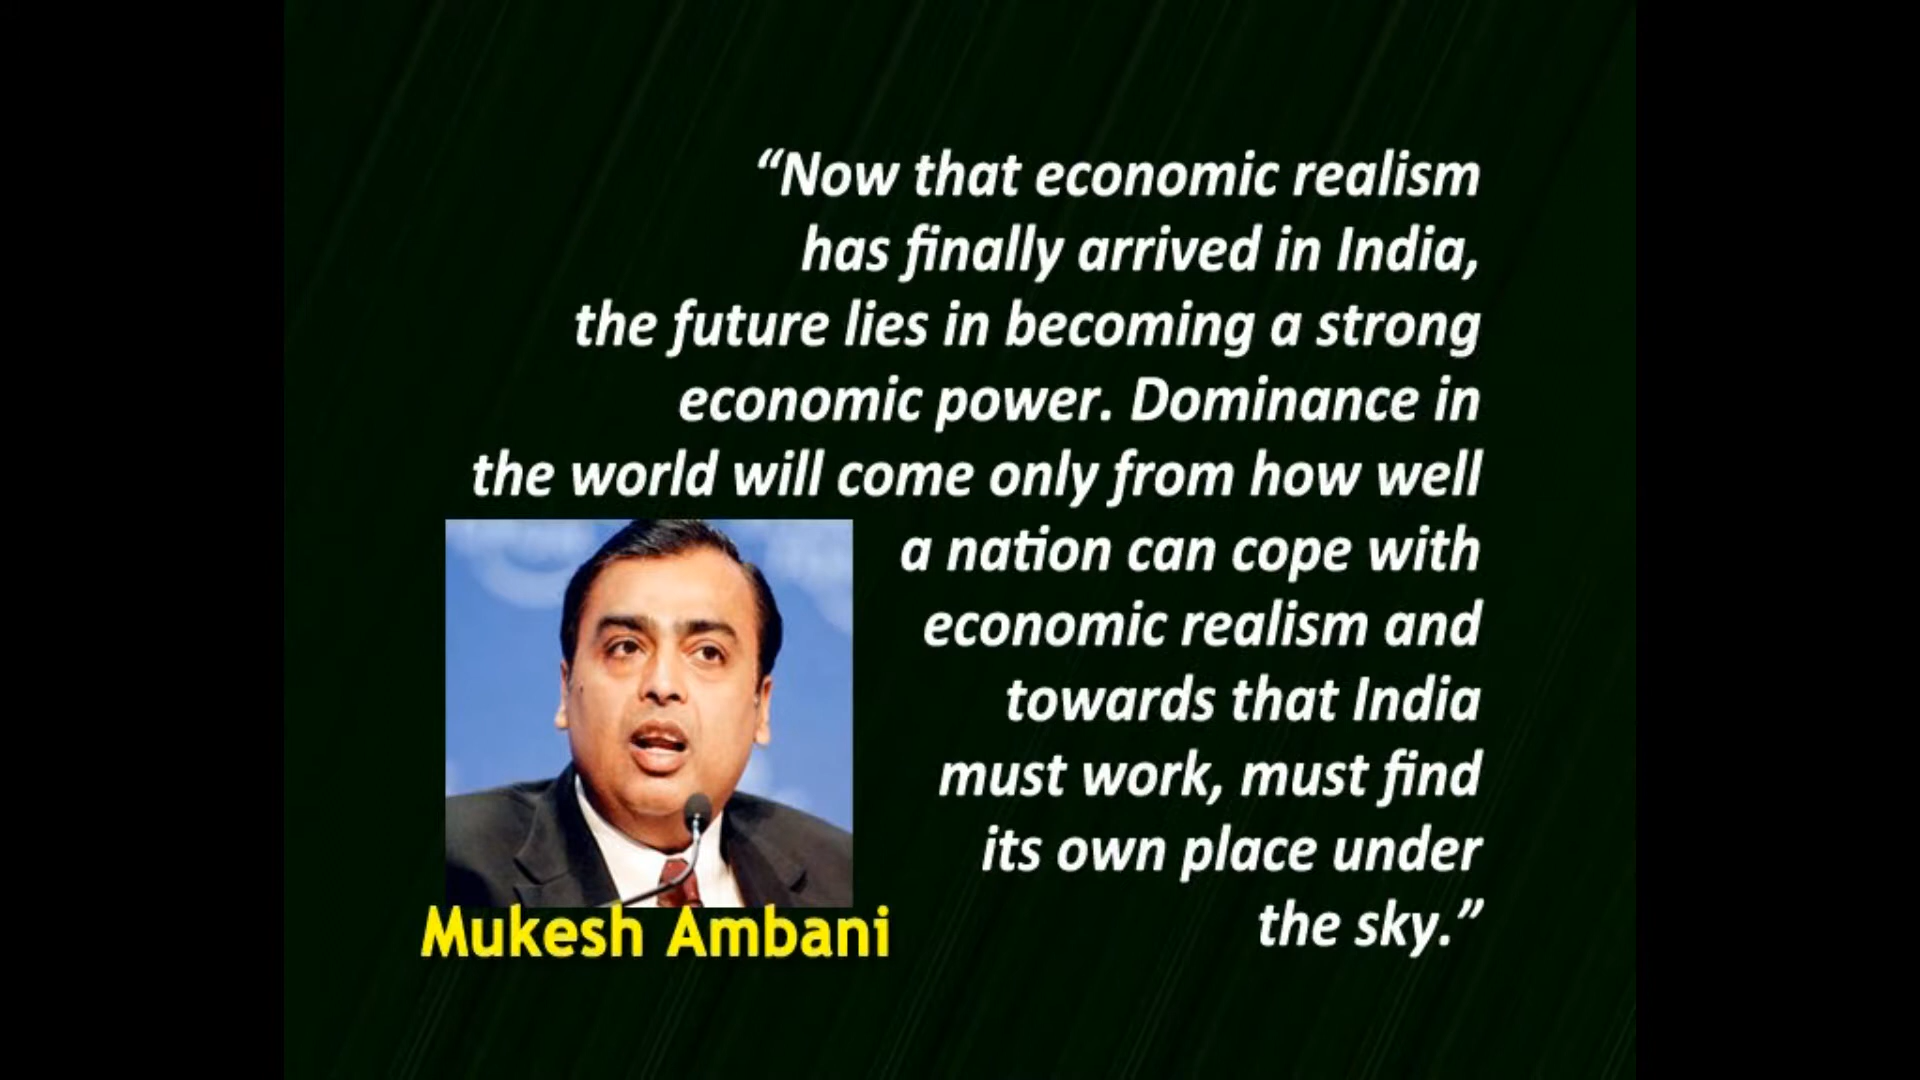 “Now that economic realism
has finally arrived in India,
the future lies in becoming a strong
economic power. Dominance in
the world will come only from how well
a nation can cope with
economic realism and
towards that India
must work, must find
its own place under
the sky.”
Mukesh Ambani